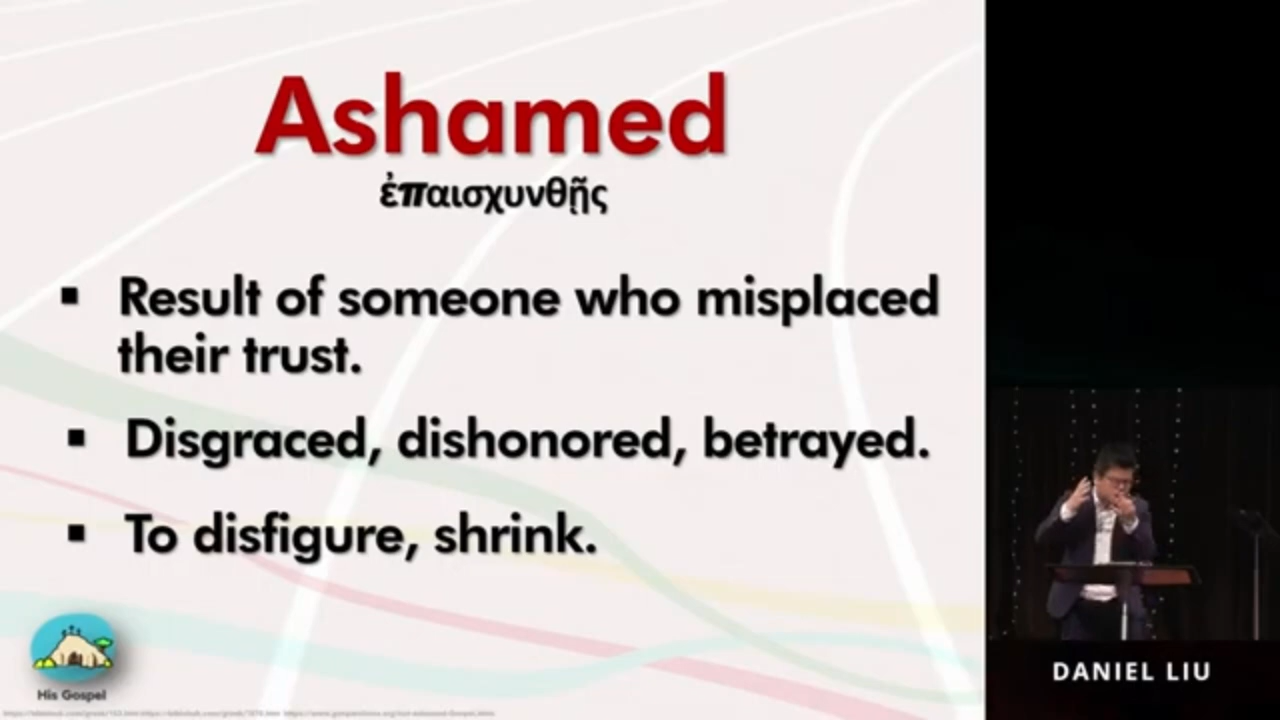 Ashamed
ἐπαισχυνθῇς
▪ Result of someone who misplaced
their trust.
▪ Disgraced, dishonored, betrayed.
▪ To disfigure, shrink.
His Gospel
DANIEL LIU